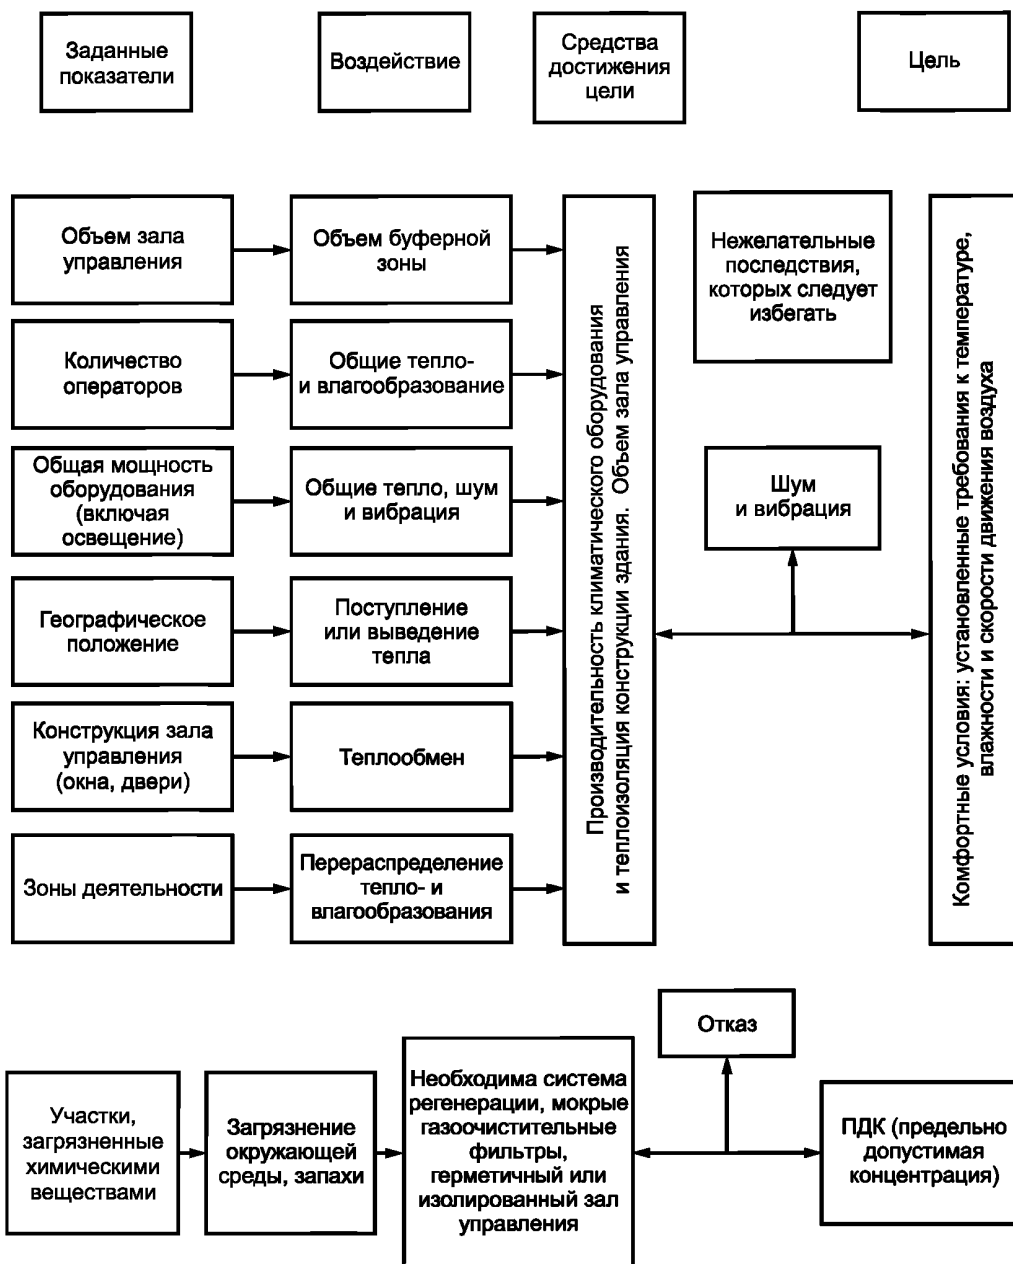 Заданные
показатели
Воздействие
Средства
достижения
цели
Цель
Объем зала
управления
Объем буферной
зоны
Количество
операторов
Общие тепло-
и влагообразование
Общая мощность
оборудования
(включая
освещение)
Общие тепло, шум
и вибрация
Географическое
положение
Поступление
или выведение
тепла
Конструкция зала
управления
(окна, двери)
Теплообмен
Зоны деятельности
Перераспределение
тепло- и
влагообразования
Производительность климатического оборудования
и теплоизоляция конструкции здания. Объем зала управления
Нежелательные
последствия,
которых следует
избегать
Шум
и вибрация
Комфортные условия: установленные требования к температуре,
влажности и скорости движения воздуха
Участки,
загрязненные
химическими
веществами
Загрязнение
окружающей
среды, запахи
Необходима система
регенерации, мокрые
газоочистительные
фильтры,
герметичный или
изолированный зал
управления
Отказ
ПДК (предельно
допустимая
концентрация)